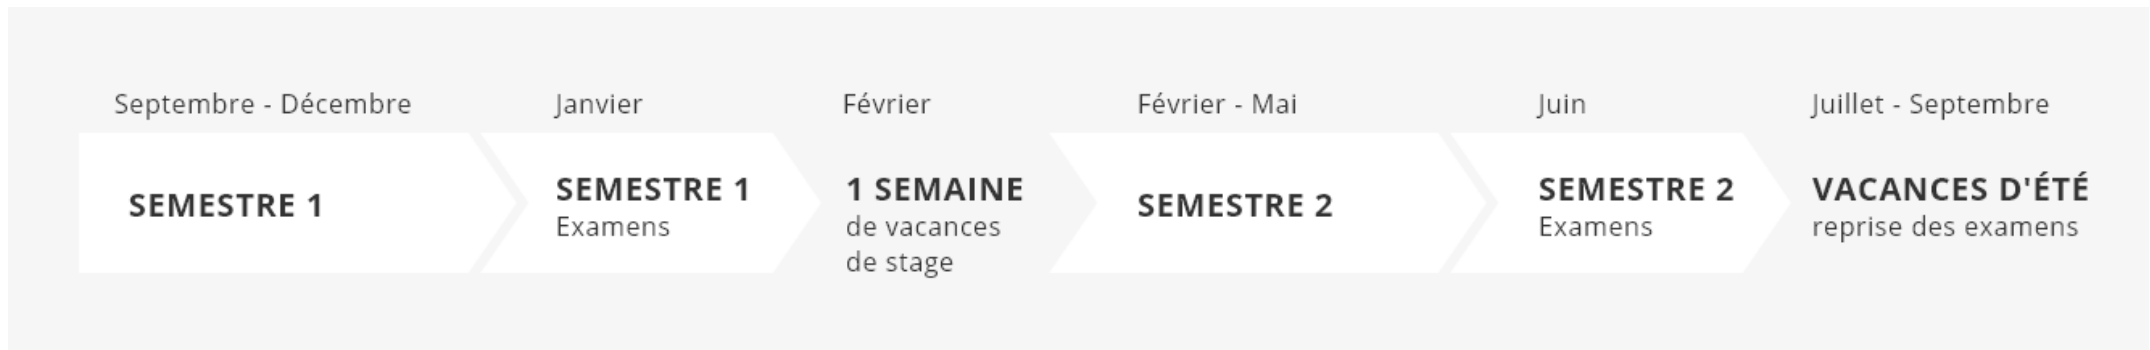 Septembre - Décembre
SEMESTRE 1
Janvier
SEMESTRE 1
Examens
Février
1 SEMAINE
de vacances
de stage
Février - Mai
SEMESTRE 2
Juin
SEMESTRE 2
Examens
Juillet - Septembre
VACANCES D'ÉTÉ
reprise des examens